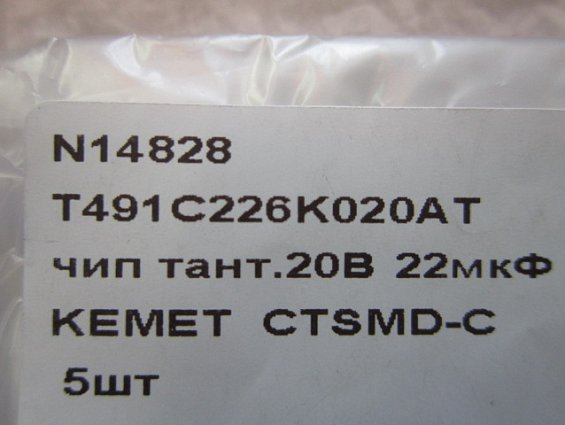 N14828
T491C226K020AT
чип тант.20В 22мкФ
KEMET CTSMD-C
5шт